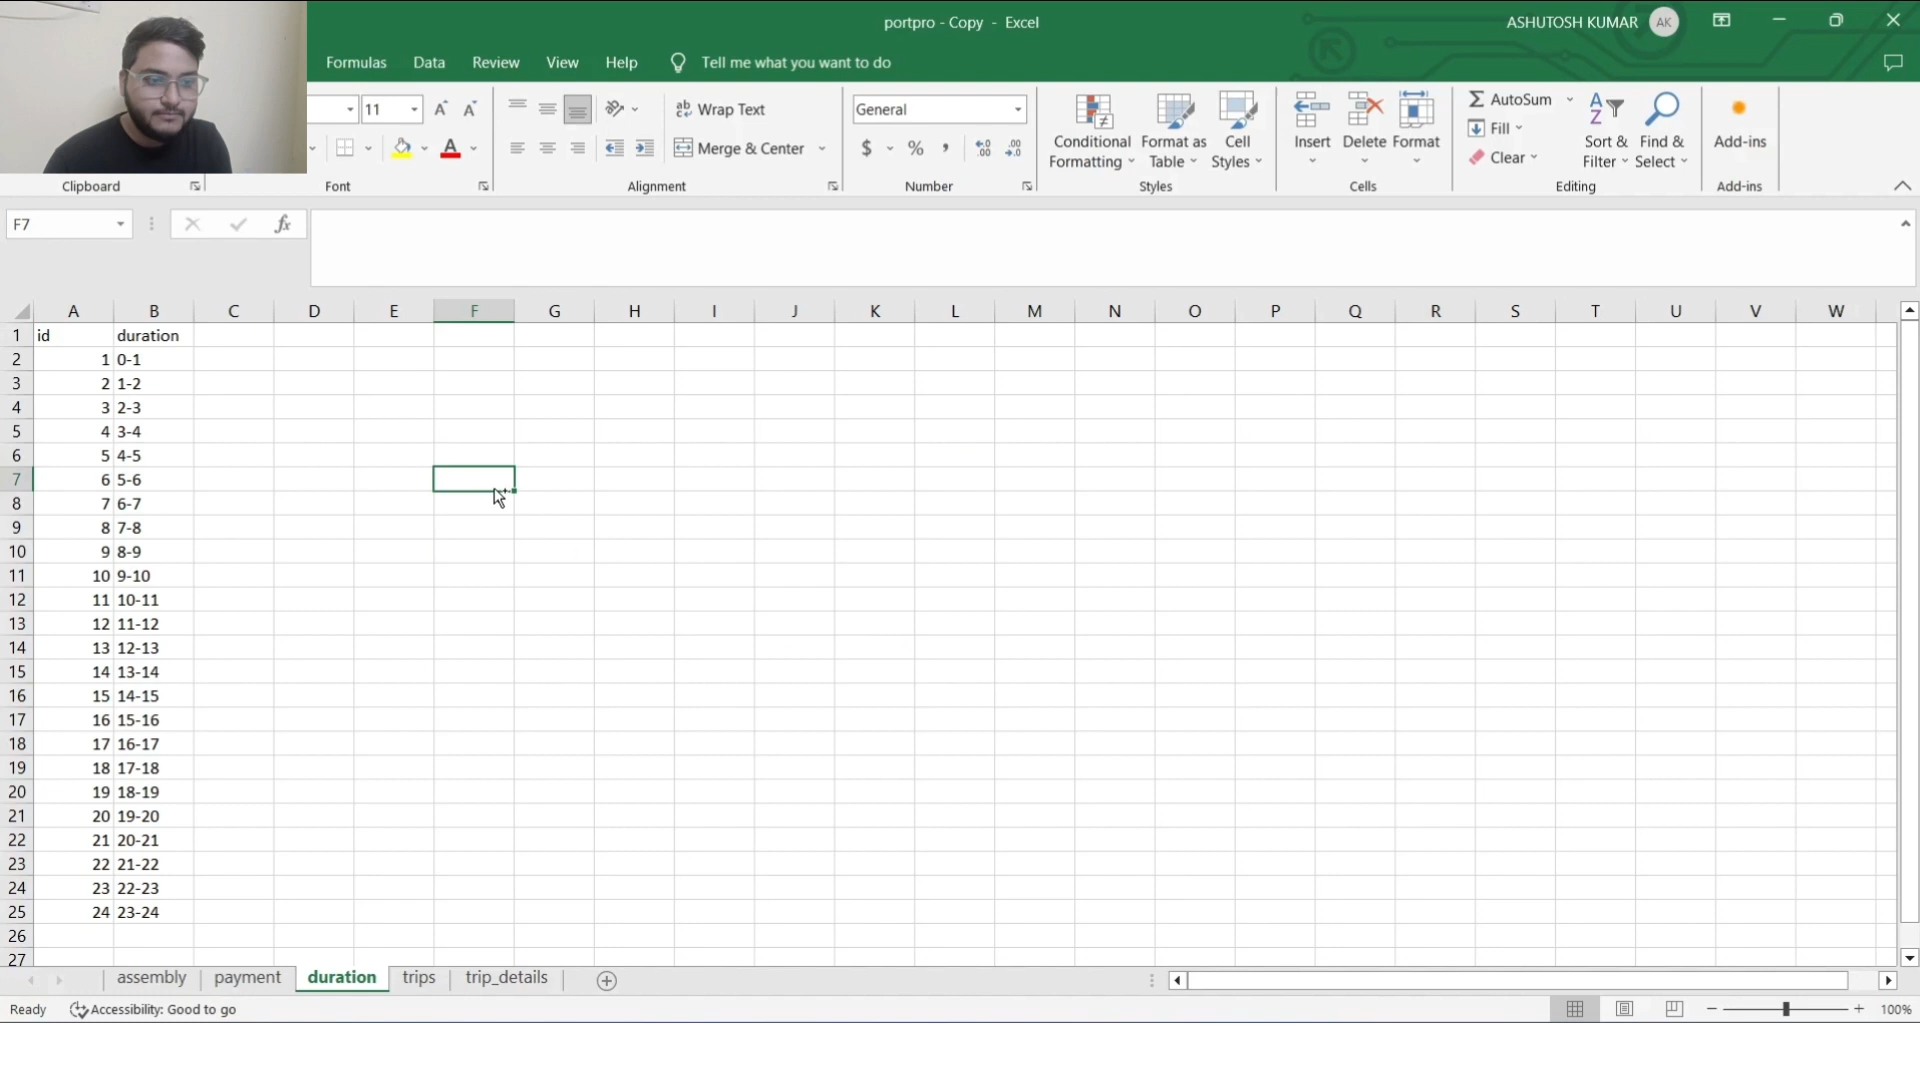 portpro - Copy - Excel
ASHUTOSH KUMAR AK
Formulas Data Review View Help Tell me what you want to do
11 Wrap Text General AutoSum
Merge & Center Conditional Formatting Format as Table Cell Styles Insert Delete Format Fill Clear Sort & Filter Find & Select Add-ins
Clipboard Font Alignment Number Styles Cells Editing Add-ins
F7 fx
A B C D E F G H I J K L M N O P Q R S T U V W
1 id duration
2 1 0-1
3 2 1-2
4 3 2-3
5 4 3-4
6 5 4-5
7 6 5-6
8 7 6-7
9 8 7-8
10 9 8-9
11 10 9-10
12 11 10-11
13 12 11-12
14 13 12-13
15 14 13-14
16 15 14-15
17 16 15-16
18 17 16-17
19 18 17-18
20 19 18-19
21 20 19-20
22 21 20-21
23 22 21-22
24 23 22-23
25 24 23-24
26
27
assembly payment duration trips trip_details
Ready Accessibility: Good to go 100%